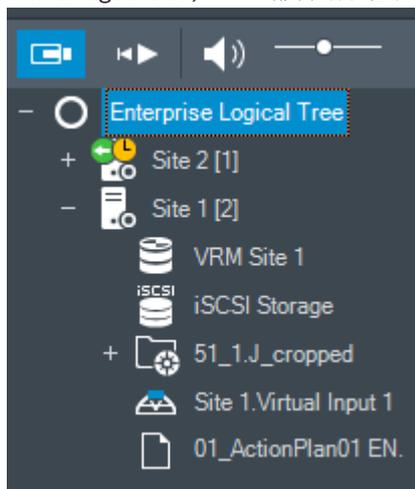 Enterprise Logical Tree
Site 2 [1]
Site 1 [2]
VRM Site 1
iSCSI
iSCSI Storage
51_1.J_cropped
Site 1.Virtual Input 1
01_ActionPlan01 EN.